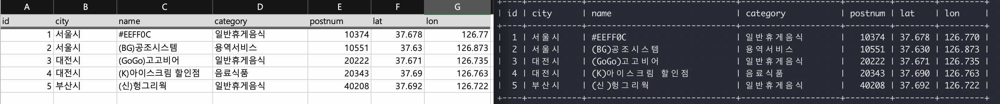 A B C D E F G
id city name category postnum lat lon
1 서울시 #EEFF0C 일반휴게음식 10374 37.678 126.77
2 서울시 (BG)공조시스템 용역서비스 10551 37.63 126.873
3 대전시 (GoGo)고고비어 일반휴게음식 20222 37.671 126.735
4 대전시 (K)아이스크림 할인점 음료식품 20343 37.69 126.763
5 부산시 (신)헝그리웍 일반휴게음식 40208 37.692 126.722
| id | city | name | category | postnum | lat | lon |
| 1 | 서울시 | #EEFF0C | 일반휴게음식 | 10374 | 37.678 | 126.770 |
| 2 | 서울시 | (BG)공조시스템 | 용역서비스 | 10551 | 37.630 | 126.873 |
| 3 | 대전시 | (GoGo)고고비어 | 일반휴게음식 | 20222 | 37.671 | 126.735 |
| 4 | 대전시 | (K)아이스크림 할인점 | 음료식품 | 20343 | 37.690 | 126.763 |
| 5 | 부산시 | (신)헝그리웍 | 일반휴게음식 | 40208 | 37.692 | 126.722 |